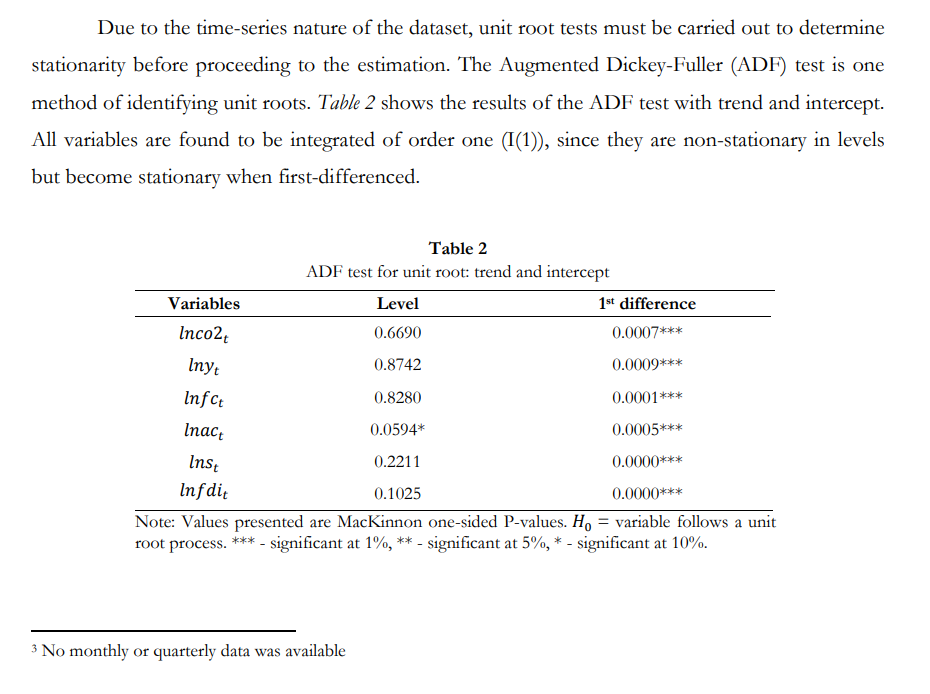 Due to the time-series nature of the dataset, unit root tests must be carried out to determine
stationarity before proceeding to the estimation. The Augmented Dickey-Fuller (ADF) test is one
method of identifying unit roots. Table 2 shows the results of the ADF test with trend and intercept.
All variables are found to be integrated of order one (I(1)), since they are non-stationary in levels
but become stationary when first-differenced.
Table 2
ADF test for unit root: trend and intercept
Variables Level 1st difference
lnco2t 0.6690 0.0007***
lnyt 0.8742 0.0009***
lnfct 0.8280 0.0001***
lnact 0.0594* 0.0005***
lnst 0.2211 0.0000***
lnfdit 0.1025 0.0000***
Note: Values presented are MacKinnon one-sided P-values. H0 = variable follows a unit
root process. *** - significant at 1%, ** - significant at 5%, * - significant at 10%.
3 No monthly or quarterly data was available